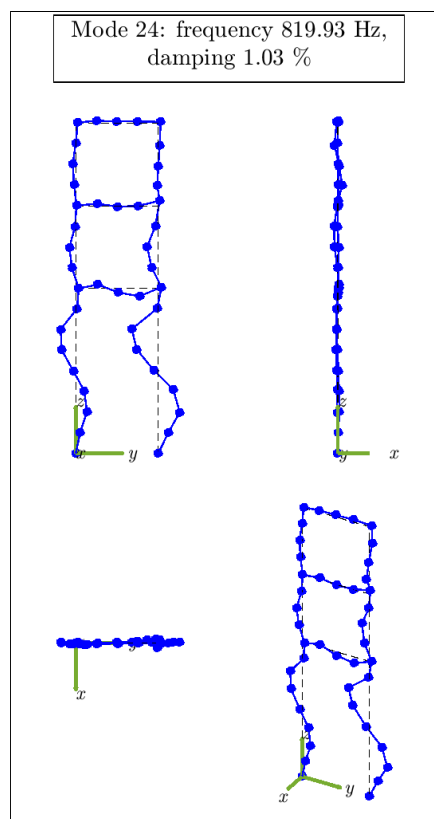 Mode 24: frequency 819.93 Hz,
damping 1.03 %
z
x
y
z
y
x
y
x
z
x
y